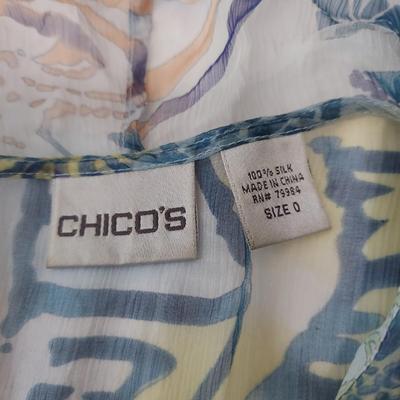 CHICO'S
100% SILK
MADE IN CHINA
RN# 79984
SIZE 0